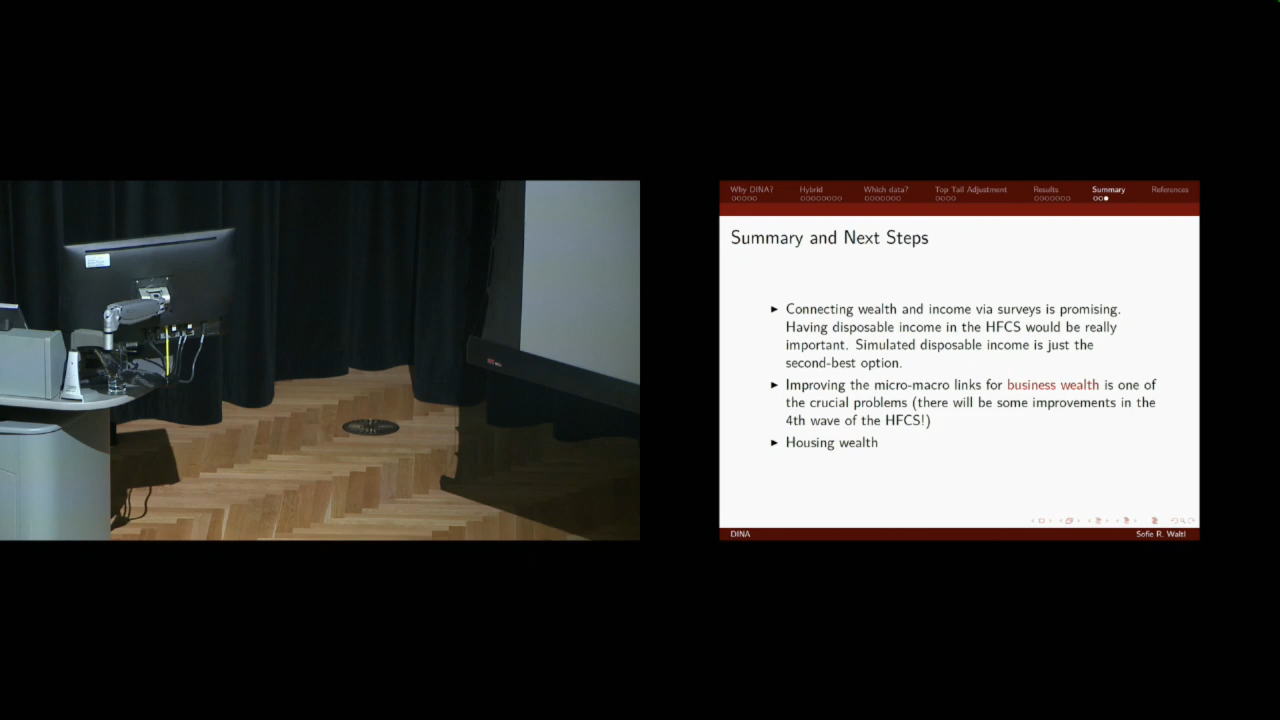 Why DINA?
Hybrid
Which data?
Top Tail Adjustment
Results
Summary
References
Summary and Next Steps
Connecting wealth and income via surveys is promising.
Having disposable income in the HFCS would be really
important. Simulated disposable income is just the
second-best option.
Improving the micro-macro links for business wealth is one of
the crucial problems (there will be some improvements in the
4th wave of the HFCS!)
Housing wealth
DINA
Sofie R. Waltl